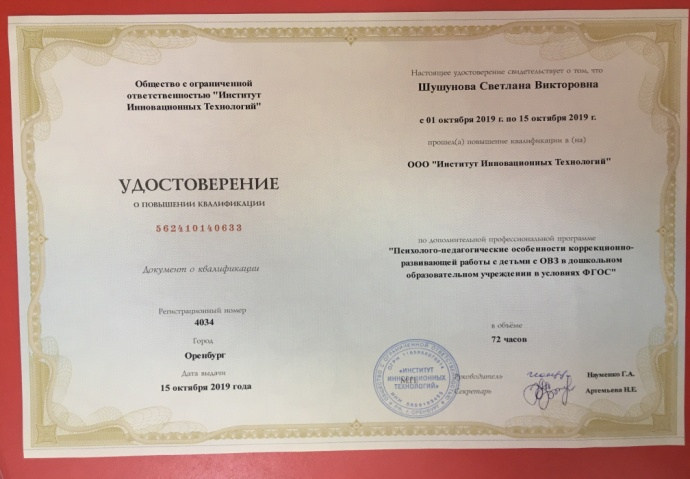 Общество с ограниченной
ответственностью "Институт
Инновационных Технологий"
УДОСТОВЕРЕНИЕ
О ПОВЫШЕНИИ КВАЛИФИКАЦИИ
562410140633
Документ о квалификации
Регистрационный номер
4034
Город
Оренбург
Дата выдачи
15 октября 2019 года
Настоящее удостоверение свидетельствует о том, что
Шушунова Светлана Викторовна
с 01 октября 2019 г. по 15 октября 2019 г.
прошел(а) повышение квалификации в (на)
ООО "Институт Инновационных Технологий"
по дополнительной профессиональной программе
"Психолого-педагогические особенности коррекционно-
развивающей работы с детьми с ОВЗ в дошкольном
образовательном учреждении в условиях ФГОС"
в объёме
72 часов
Руководитель
Науменко Г.А.
Секретарь
Артемьева Н.Е.
«ИНСТИТУТ
ИННОВАЦИОННЫХ
ТЕХНОЛОГИЙ»